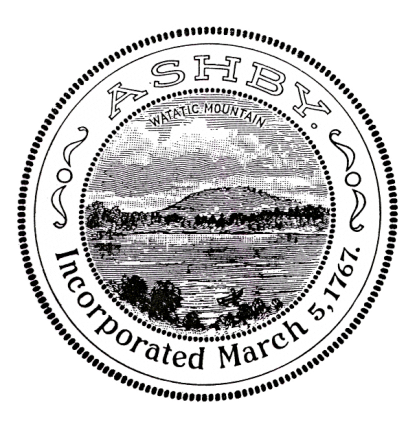 ASHBY.
WATATIC MOUNTAIN
Incorporated March 5, 1767.